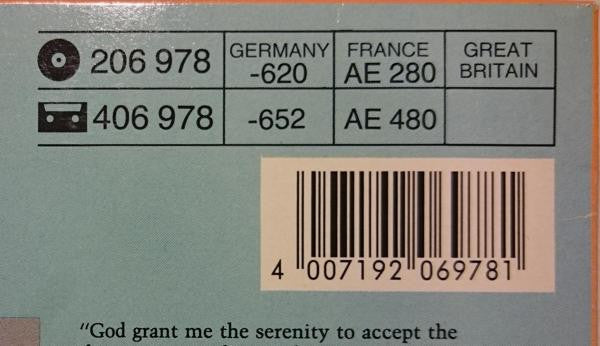 206 978 GERMANY -620 FRANCE AE 280 GREAT BRITAIN
406 978 -652 AE 480
4 007192 069781
"God grant me the serenity to accept the